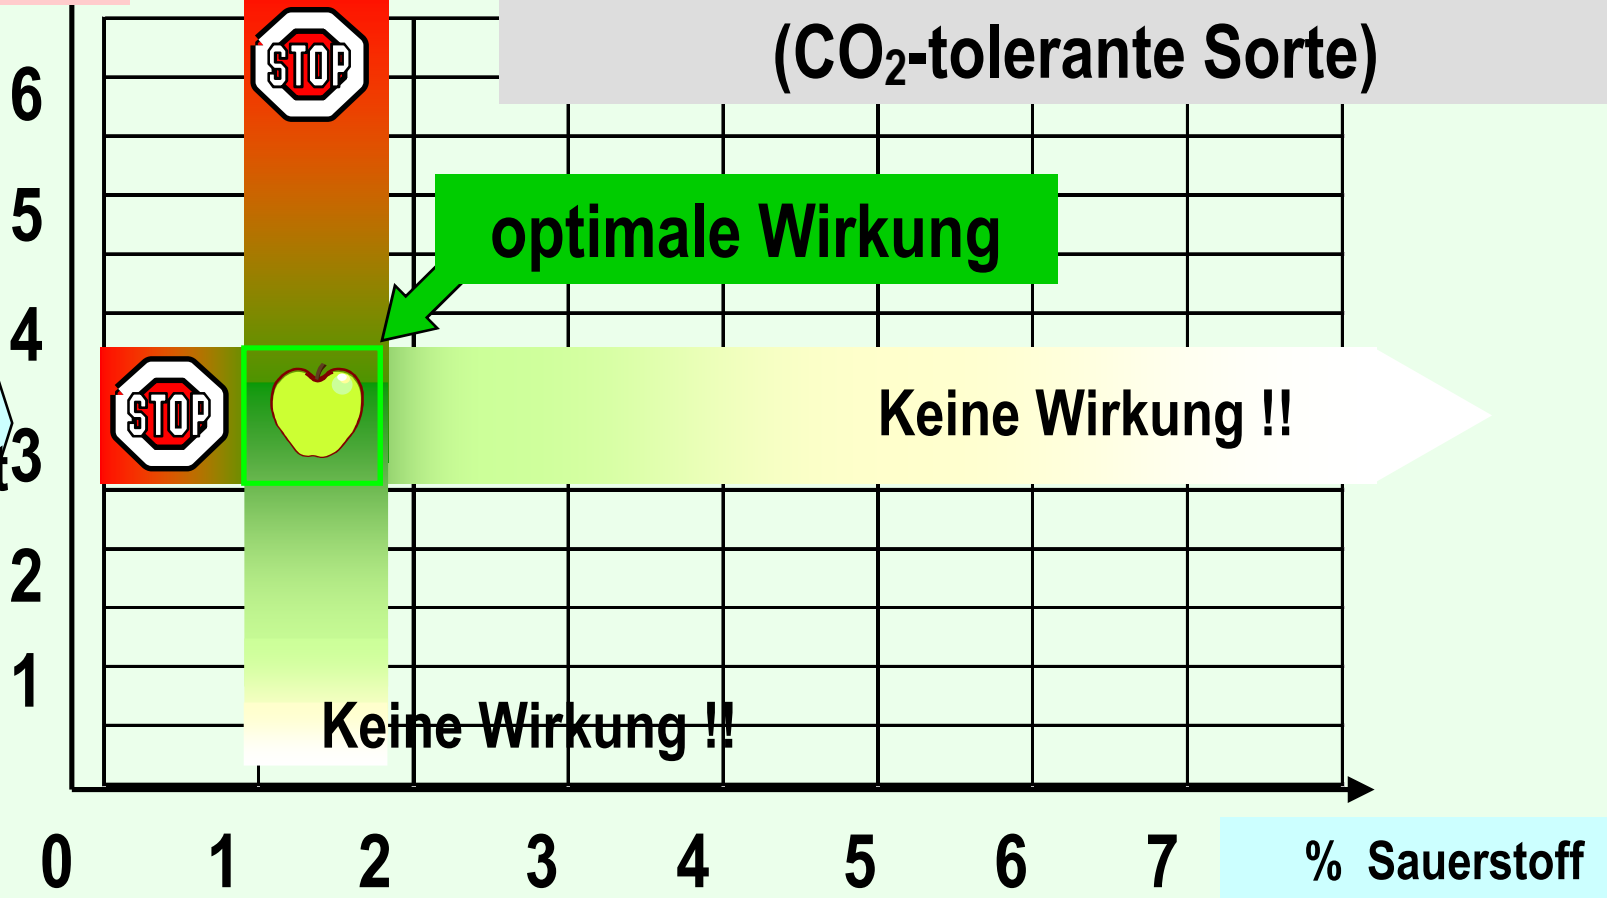 (CO₂-tolerante Sorte)
STOP
6
5
optimale Wirkung
4
STOP
Keine Wirkung !!
t
3
2
1
Keine Wirkung !!
0 1 2 3 4 5 6 7 % Sauerstoff